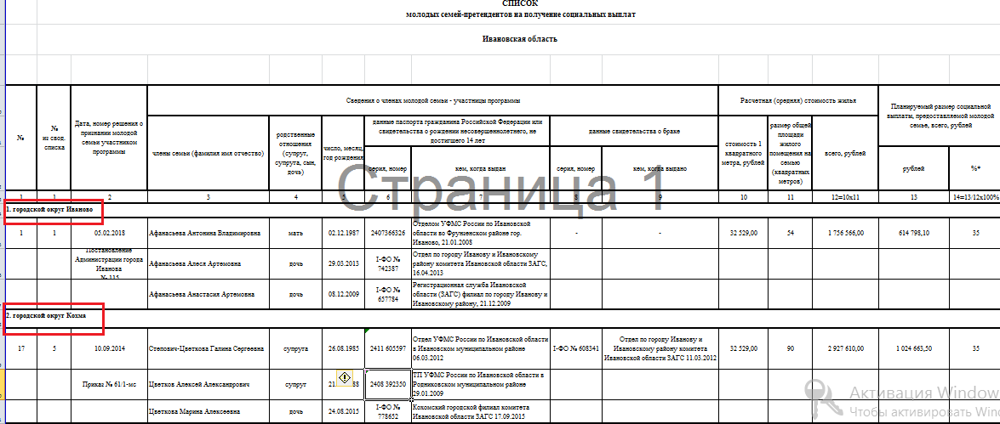 СПИСОК
молодых семей-претендентов на получение социальных выплат
Ивановская область
№
№
из свод.
списка
Дата, номер решения о
признании молодой
семьи участником
программы
Сведения о членах молодой семьи - участницы программы
члены семьи (фамилия имя отчество)
родственные
отношения
(супруг,
супруга, сын,
дочь)
число, месяц,
год рождения
данные паспорта гражданина Российской Федерации или
свидетельства о рождении несовершеннолетнего, не
достигшего 14 лет
серия, номер
кем, когда выдан
данные свидетельства о браке
серия, номер
кем, когда выдано
Расчетная (средняя) стоимость жилья
стоимость 1
квадратного
метра, рублей
размер общей
площади
жилого
помещения на
семью
(квадратных
метров)
всего, рублей
Планируемый размер социальной
выплаты, предоставляемой молодой
семье, всего, рублей
рублей
%*
Страница 1
1 1 2 3 4 5 6 7 8 9 10 11 12=10x11 13 14=13/12x100%
1. городской округ Иваново
1 1 05.02.2018 Афанасьева Антонина Владимировна мать 02.12.1987 2407366326
Отделом УФМС России по Ивановской
области во Фрунзенском районе гор.
Иваново, 21.01.2008
- - 32 529,00 54 1 756 566,00 614 798,10 35
Постановление
Администрации города
Иванова
№ 115
Афанасьева Алеся Артемовна дочь 29.03.2013
I-ФО №
742387
Отдел по городу Иванову и Ивановскому
району комитета Ивановской области ЗАГС,
16.04.2013
Афанасьева Анастасия Артемовна дочь 08.12.2009
I-ФО №
657784
Регистрационная служба Ивановской
области (ЗАГС) филиал по городу Иванову и
Ивановскому району, 21.12.2009
2. городской округ Кохма
17 5 10.09.2014 Степович-Цветкова Галина Сергеевна супруга 26.08.1985 2411 605597
Отдел УФМС России по Ивановской области
в Ивановском муниципальном районе
06.03.2012
I-ФО № 608341
Отдел по городу Иванову и
Ивановскому району комитета
Ивановской области ЗАГС 11.03.2012
32 529,00 90 2 927 610,00 1 024 663,50 35
Приказ № 61/1-мс Цветков Алексей Александрович супруг 21 88 2408 392350
ТП УФМС России по Ивановской области в
Родниковском муниципальном районе
29.01.2009
Цветкова Марина Алексеевна дочь 24.08.2015
I-ФО №
778652
Кохомский городской филиал комитета
Ивановской области ЗАГС 17.09.2015
Активация Window
Чтобы активировать Win